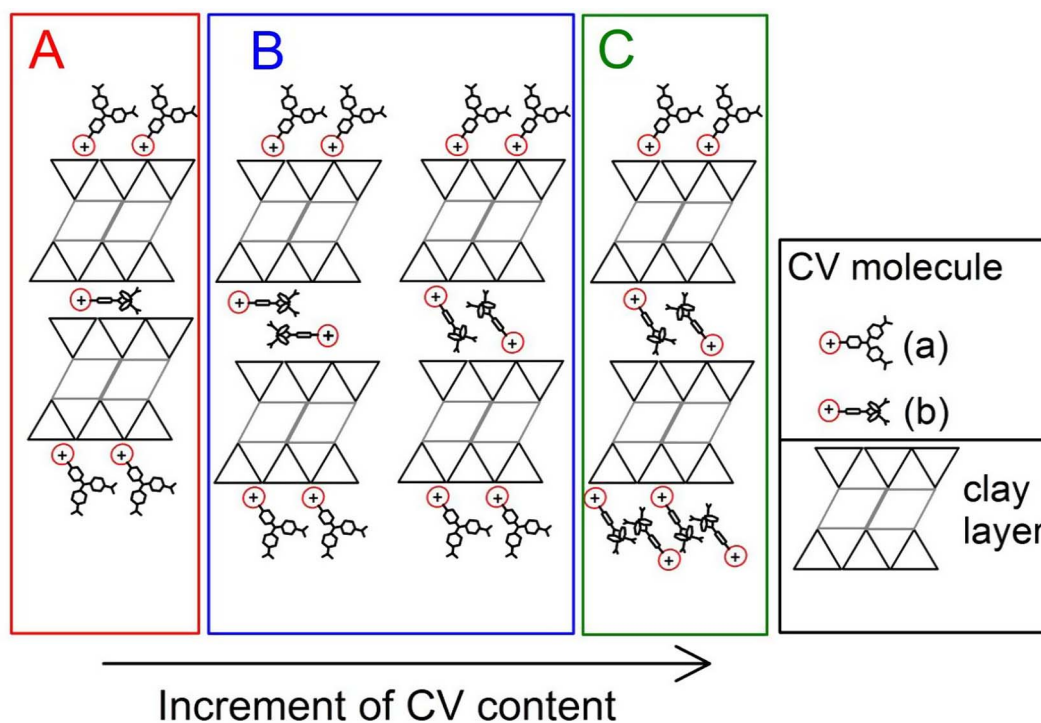 A
B
C
CV molecule
(a)
(b)
clay
layer
Increment of CV content